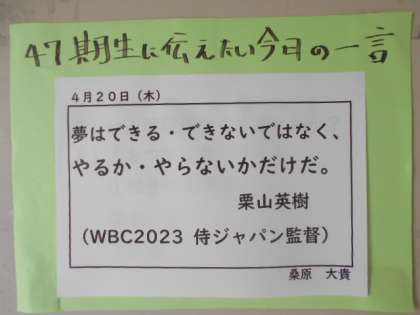 47期生に伝えたい今日の一言
4月20日（木）
夢はできる・できないではなく、
やるか・やらないかだけだ。
栗山英樹
（WBC2023 侍ジャパン監督）
桑原 大貴